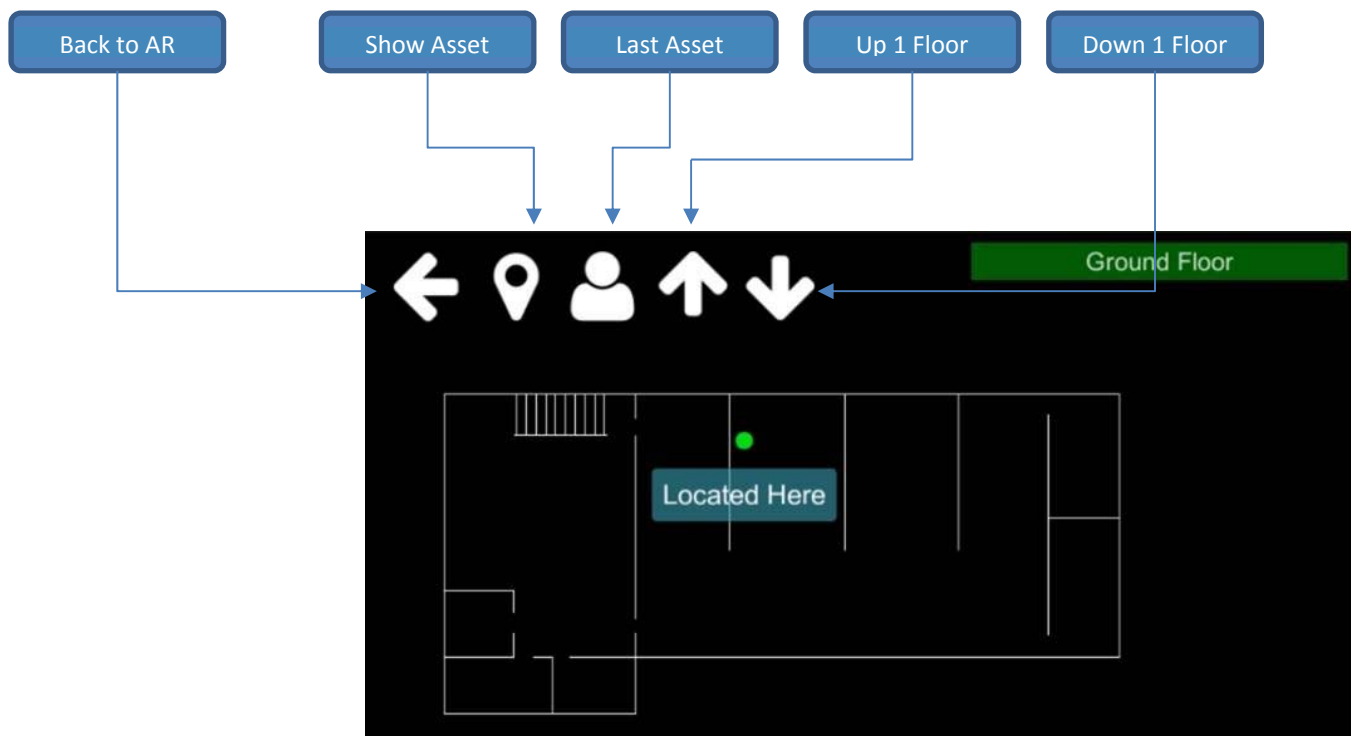 Back to AR
Show Asset
Last Asset
Up 1 Floor
Down 1 Floor
Ground Floor
Located Here